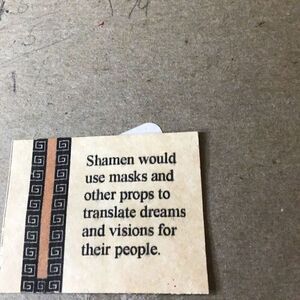 Shamen would
use masks and
other props to
translate dreams
and visions for
their people.